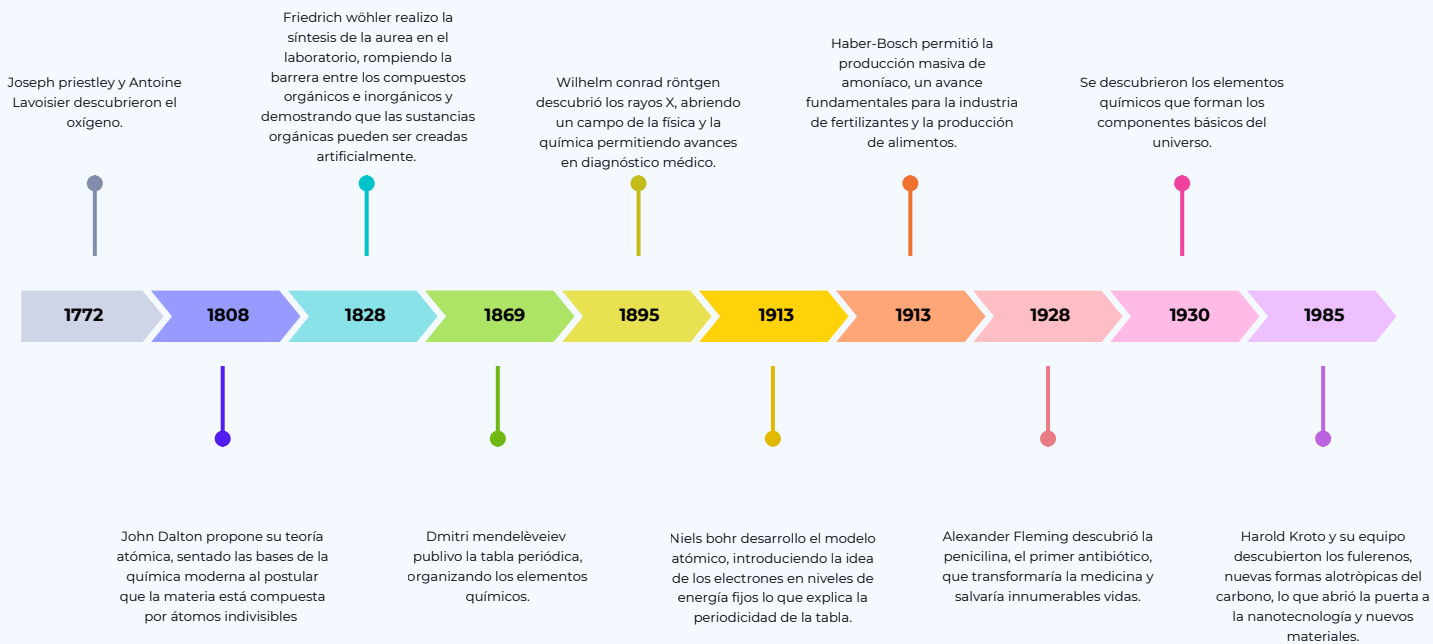 Joseph priestley y Antoine
Lavoisier descubrieron el
oxígeno.
Friedrich wöhler realizo la
síntesis de la aurea en el
laboratorio, rompiendo la
barrera entre los compuestos
orgánicos e inorgánicos y
demostrando que las sustancias
orgánicas pueden ser creadas
artificialmente.
Wilhelm conrad röntgen
descubrió los rayos X, abriendo
un campo de la física y la
química permitiendo avances
en diagnóstico médico.
Haber-Bosch permitió la
producción masiva de
amoníaco, un avance
fundamentales para la industria
de fertilizantes y la producción
de alimentos.
Se descubrieron los elementos
químicos que forman los
componentes básicos del
universo.
1772
1808
1828
1869
1895
1913
1913
1928
1930
1985
John Dalton propone su teoría
atómica, sentado las bases de la
química moderna al postular
que la materia está compuesta
por átomos indivisibles
Dmitri mendelèveiev
publivo la tabla periódica,
organizando los elementos
químicos.
Niels bohr desarrollo el modelo
atómico, introduciendo la idea
de los electrones en niveles de
energía fijos lo que explica la
periodicidad de la tabla.
Alexander Fleming descubrió la
penicilina, el primer antibiótico,
que transformaría la medicina y
salvaría innumerables vidas.
Harold Kroto y su equipo
descubierton los fulerenos,
nuevas formas alotròpicas del
carbono, lo que abrió la puerta a
la nanotecnología y nuevos
materiales.